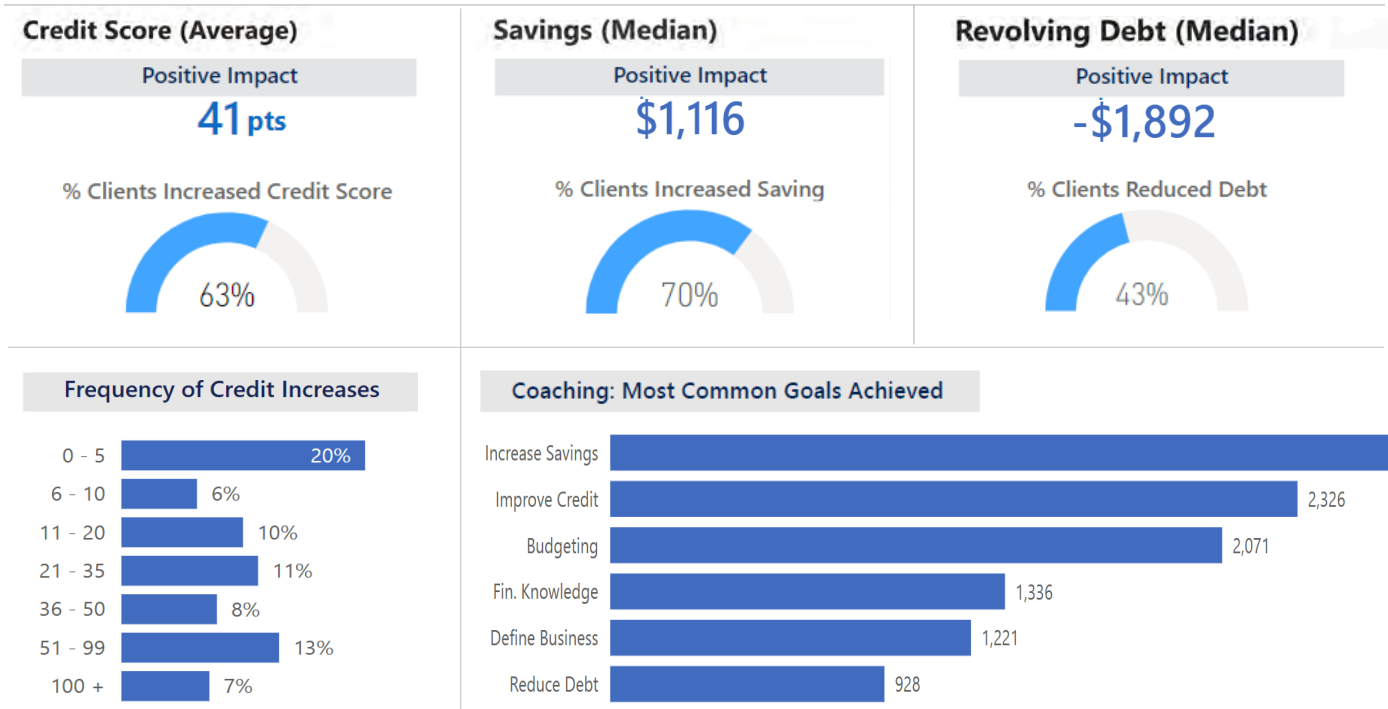 Credit Score (Average)
Positive Impact
41 pts
% Clients Increased Credit Score
63%
Savings (Median)
Positive Impact
$1,116
% Clients Increased Saving
70%
Revolving Debt (Median)
Positive Impact
-$1,892
% Clients Reduced Debt
43%
Frequency of Credit Increases
0 - 5 20%
6 - 10 6%
11 - 20 10%
21 - 35 11%
36 - 50 8%
51 - 99 13%
100 + 7%
Coaching: Most Common Goals Achieved
Increase Savings
Improve Credit 2,326
Budgeting 2,071
Fin. Knowledge 1,336
Define Business 1,221
Reduce Debt 928